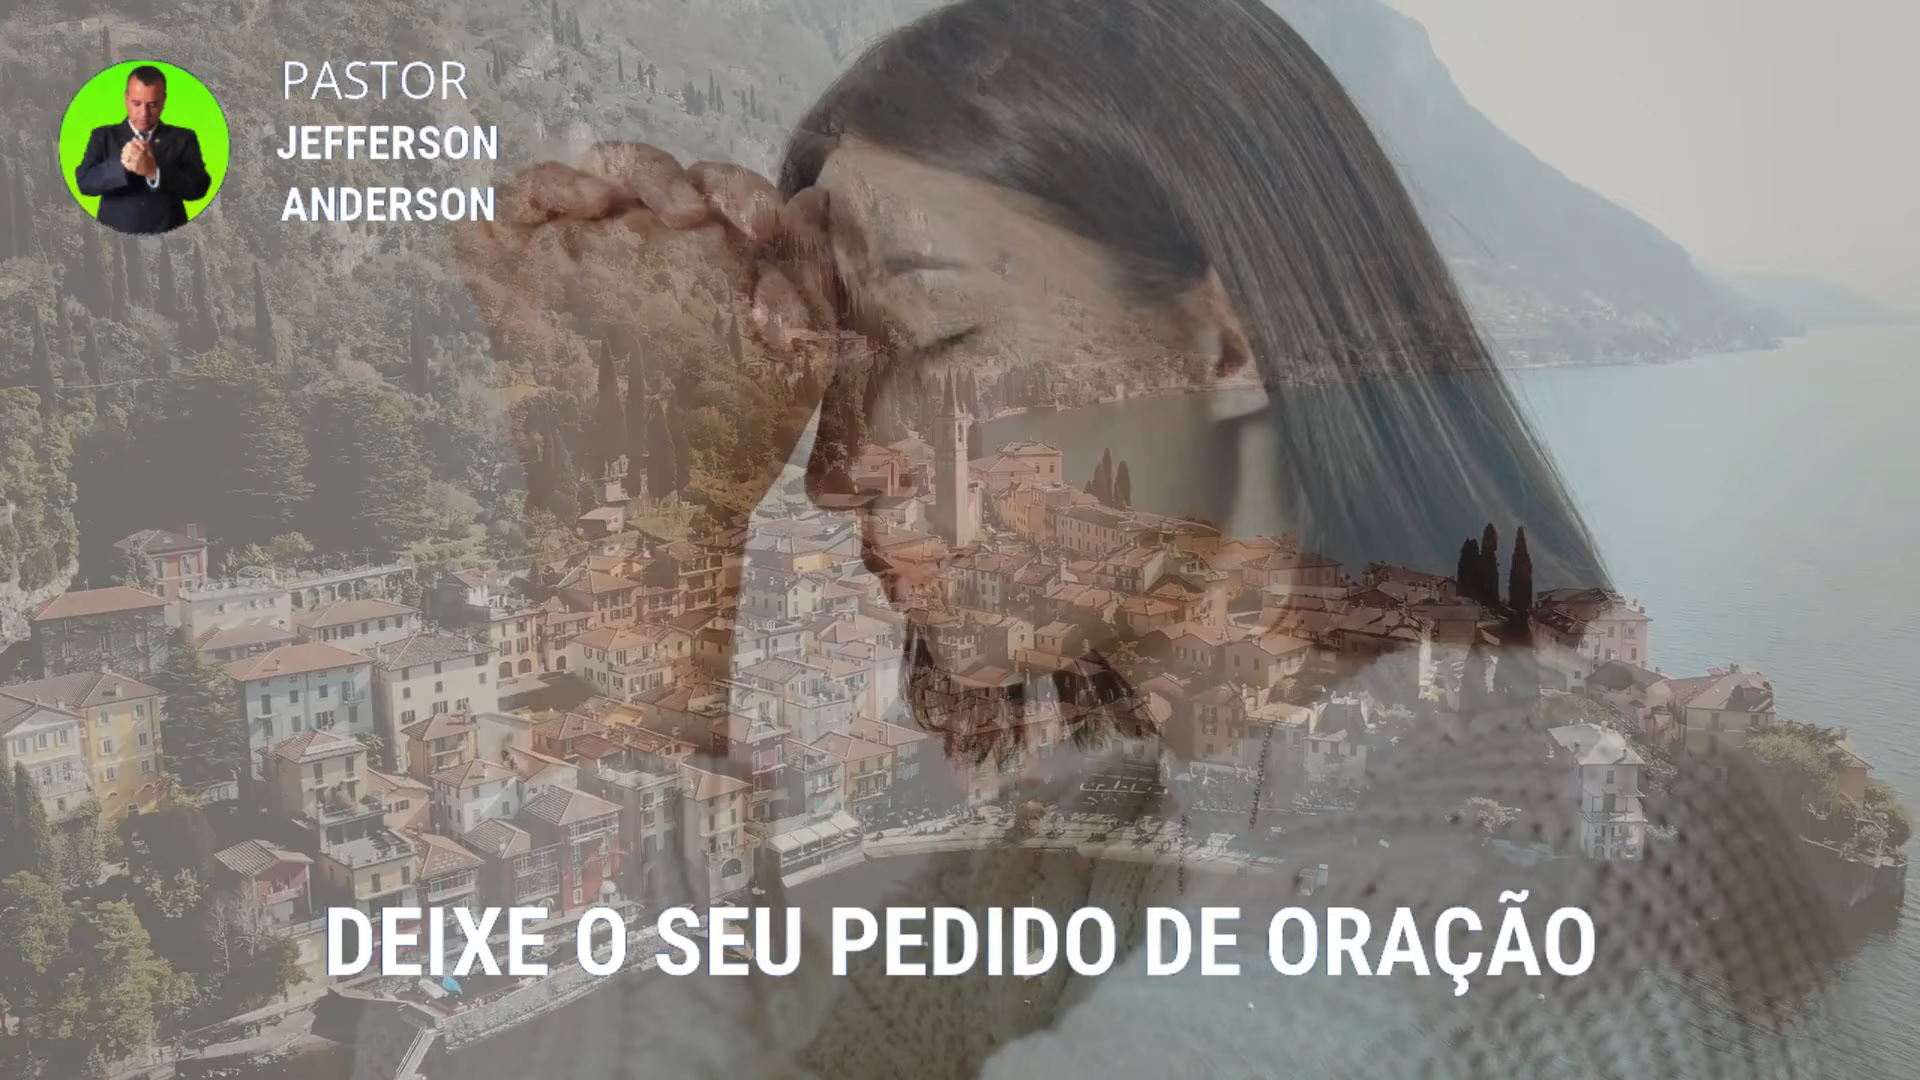 PASTOR
JEFFERSON
ANDERSON
DEIXE O SEU PEDIDO DE ORAÇÃO